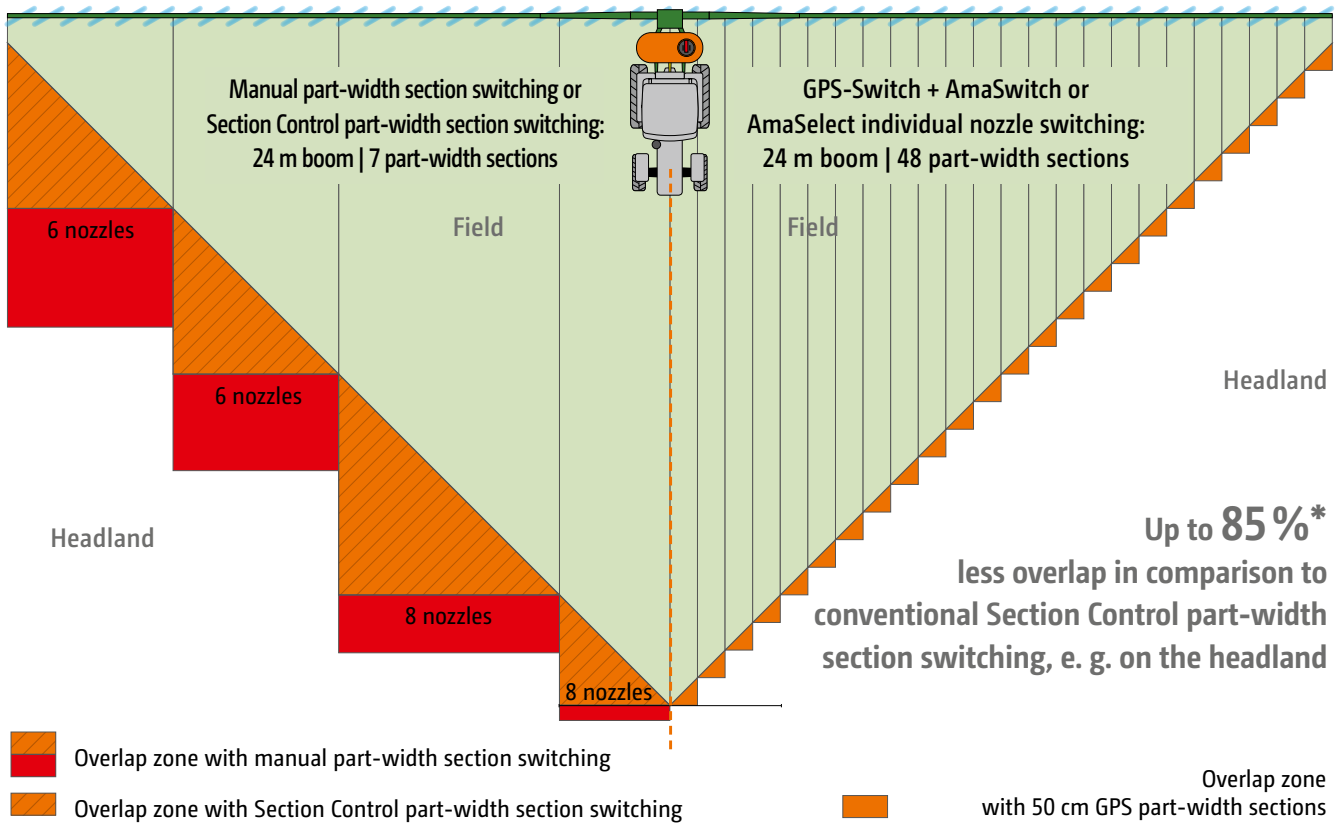 Manual part-width section switching or
Section Control part-width section switching:
24 m boom | 7 part-width sections
GPS-Switch + AmaSwitch or
AmaSelect individual nozzle switching:
24 m boom | 48 part-width sections
6 nozzles
Field
Field
6 nozzles
Headland
Headland
8 nozzles
8 nozzles
Up to 85 %*
less overlap in comparison to
conventional Section Control part-width
section switching, e. g. on the headland
Overlap zone with manual part-width section switching
Overlap zone with Section Control part-width section switching
Overlap zone
with 50 cm GPS part-width sections